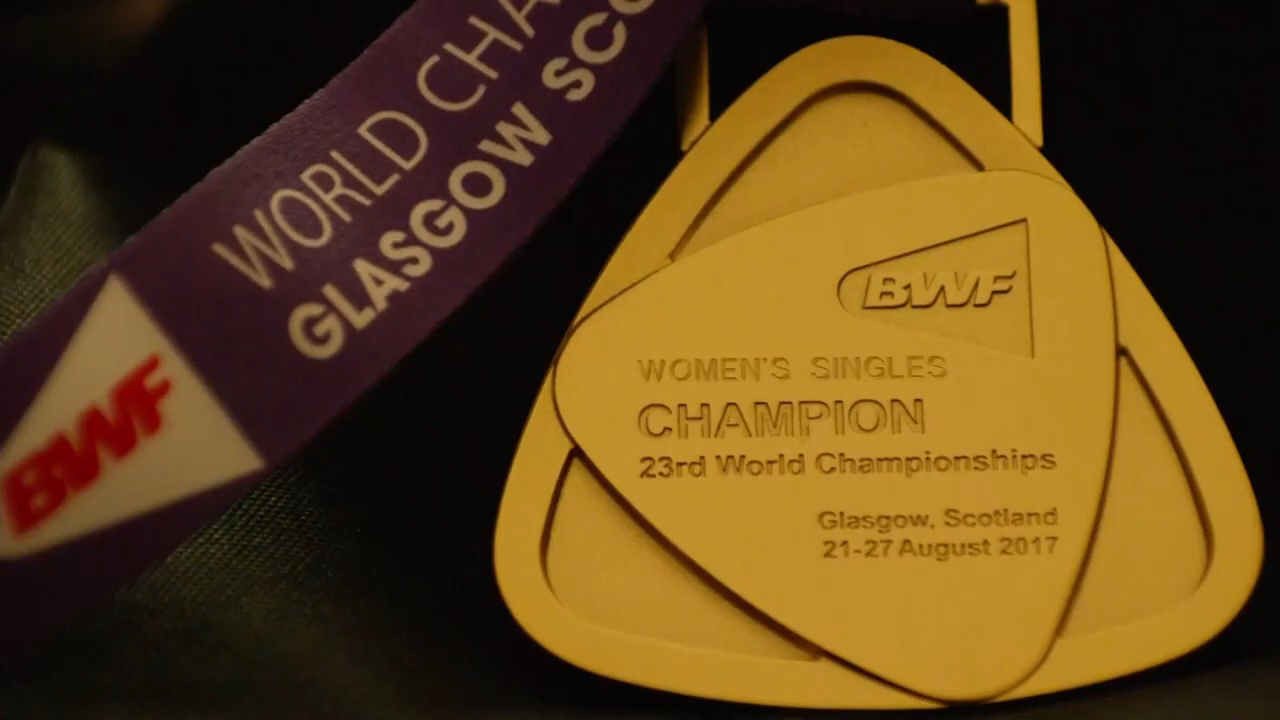 WORLD CHA
GLASGOW SCO
BWF
BWF
WOMEN'S SINGLES
CHAMPION
23rd World Championships
Glasgow, Scotland
21-27 August 2017